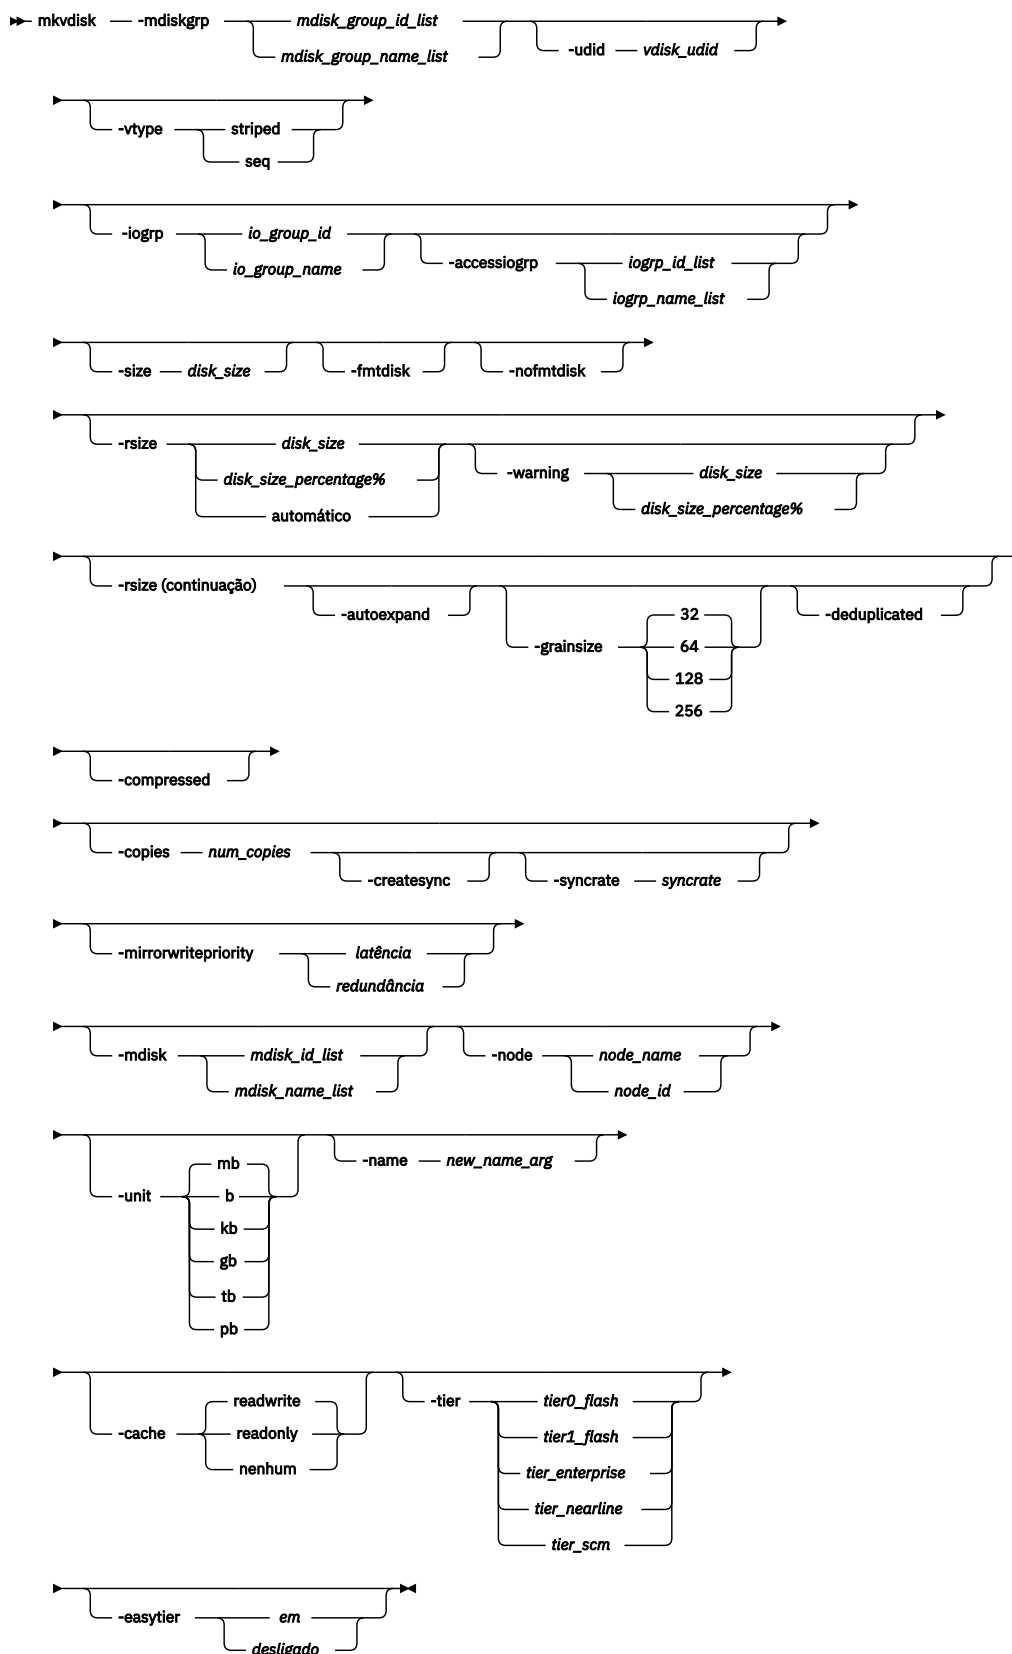 mkvdisk -mdiskgrp mdisk_group_id_list
mdisk_group_name_list -udid vdisk_udid
-vtype striped
seq
-iogrp io_group_id
io_group_name -accessiogrp iogrp_id_list
iogrp_name_list
-size disk_size -fmtdisk -nofmtdisk
-rsize disk_size
disk_size_percentage% -warning disk_size
automático disk_size_percentage%
-rsize (continuação)
-autoexpand -grainsize 32 -deduplicated
64
128
256
-compressed
-copies num_copies
-createsync -syncrate syncrate
-mirrorwritepriority latência
redundância
-mdisk mdisk_id_list -node node_name
mdisk_name_list node_id
-name new_name_arg
-unit mb
b
kb
gb
tb
pb
-cache readwrite -tier tier0_flash
readonly tier1_flash
nenhum tier_enterprise
tier_nearline
tier_scm
-easytier em
desligado